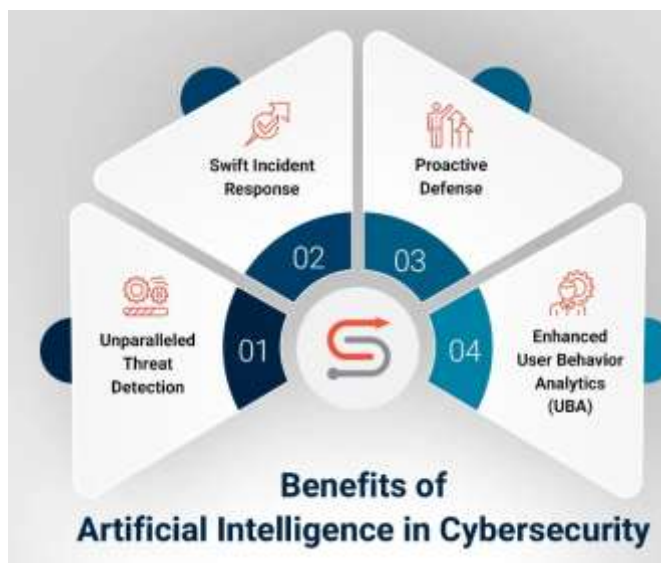 01
Unparalleled
Threat
Detection
02
Swift Incident
Response
03
Proactive
Defense
04
Enhanced
User Behavior
Analytics
(UBA)
Benefits of
Artificial Intelligence in Cybersecurity